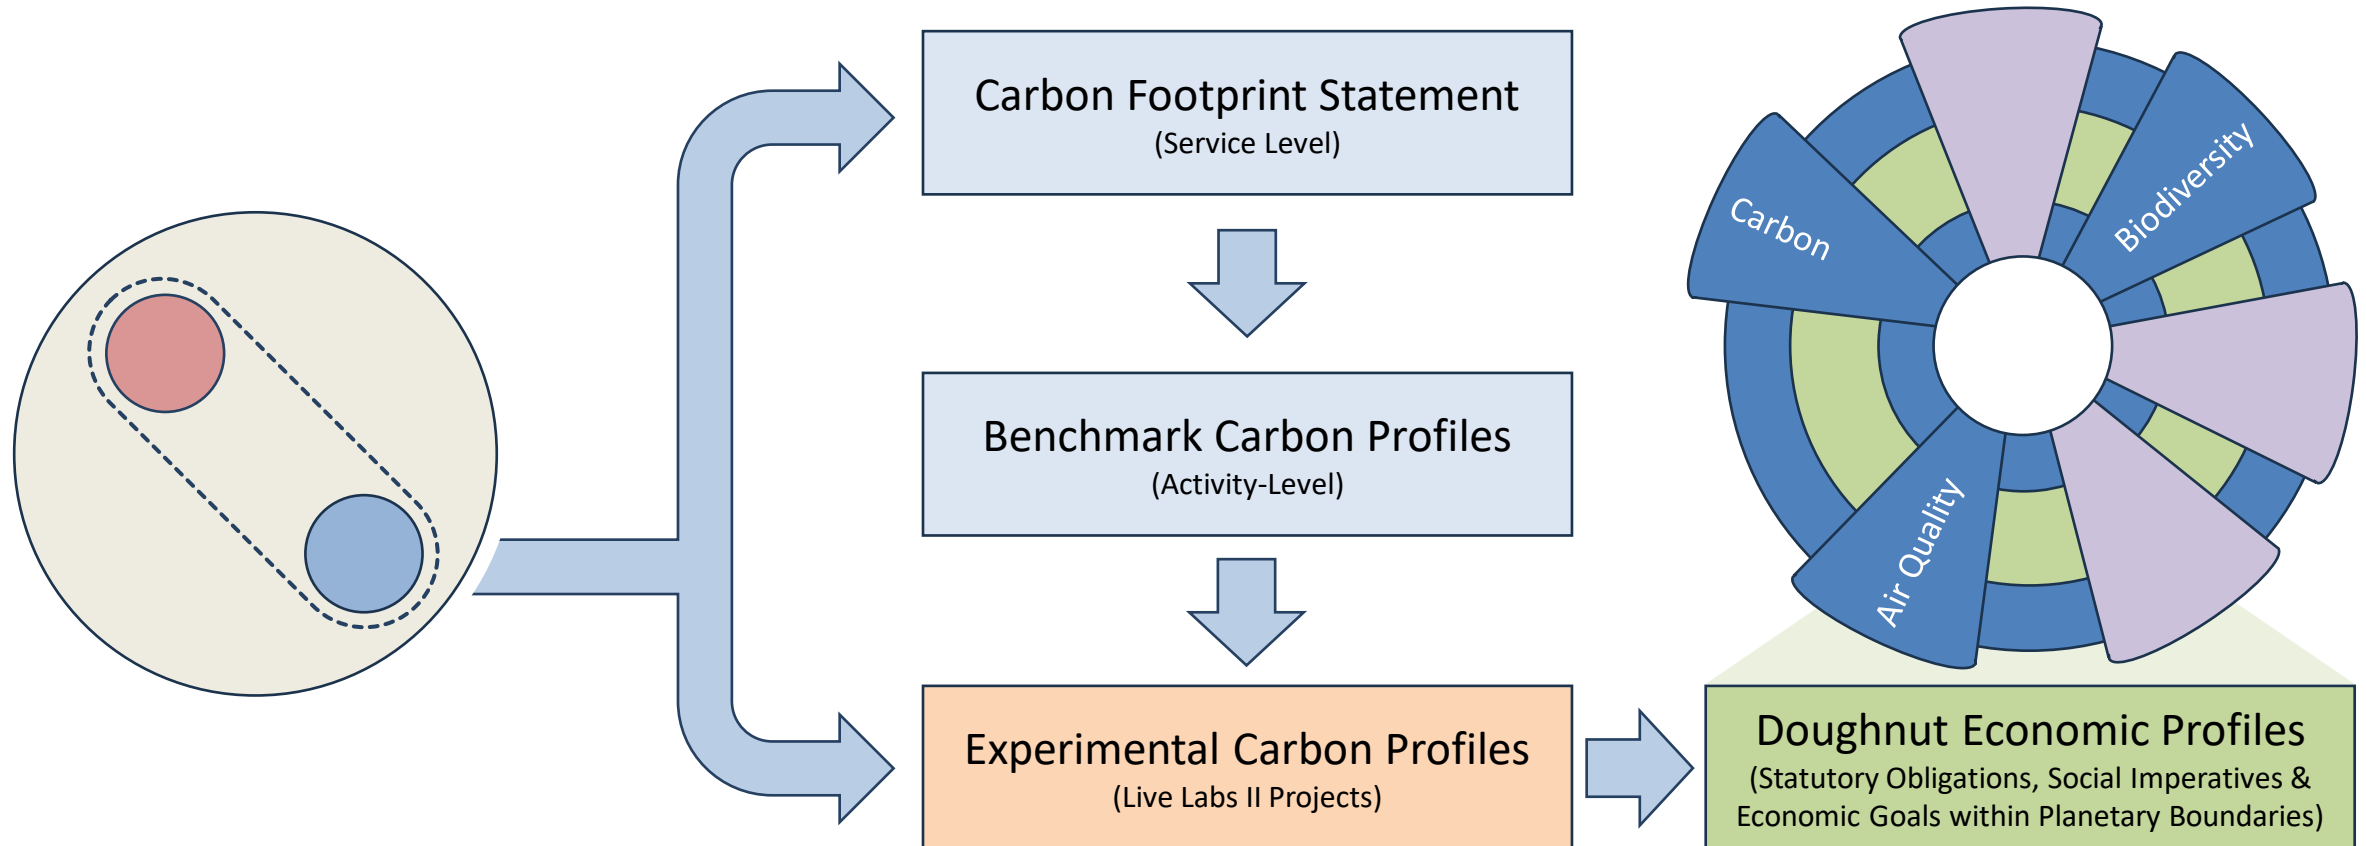 Carbon Footprint Statement
(Service Level)
Benchmark Carbon Profiles
(Activity-Level)
Experimental Carbon Profiles
(Live Labs II Projects)
Carbon
Biodiversity
Air Quality
Doughnut Economic Profiles
(Statutory Obligations, Social Imperatives &
Economic Goals within Planetary Boundaries)